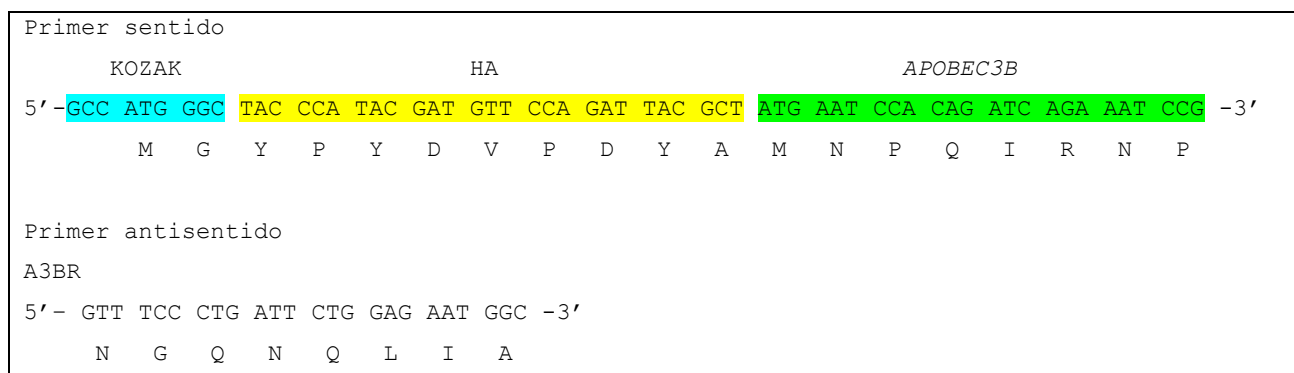 Primer sentido
KOZAK HA APOBEC3B
5’-GCC ATG GGC TAC CCA TAC GAT GTT CCA GAT TAC GCT ATG AAT CCA CAG ATC AGA AAT CCG -3’
M G Y P Y D V P D Y A M N P Q I R N P
Primer antisentido
A3BR
5’– GTT TCC CTG ATT CTG GAG AAT GGC -3’
N G Q N Q L I A